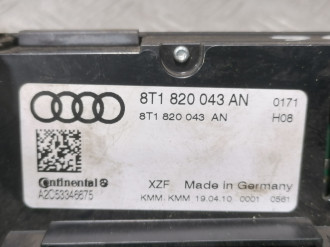 8T1 820 043 AN 0171
8T1 820 043 AN H08
Continental
A2C53346675
XZF Made in Germany
KMM. KMM 19.04.10 0001 0581